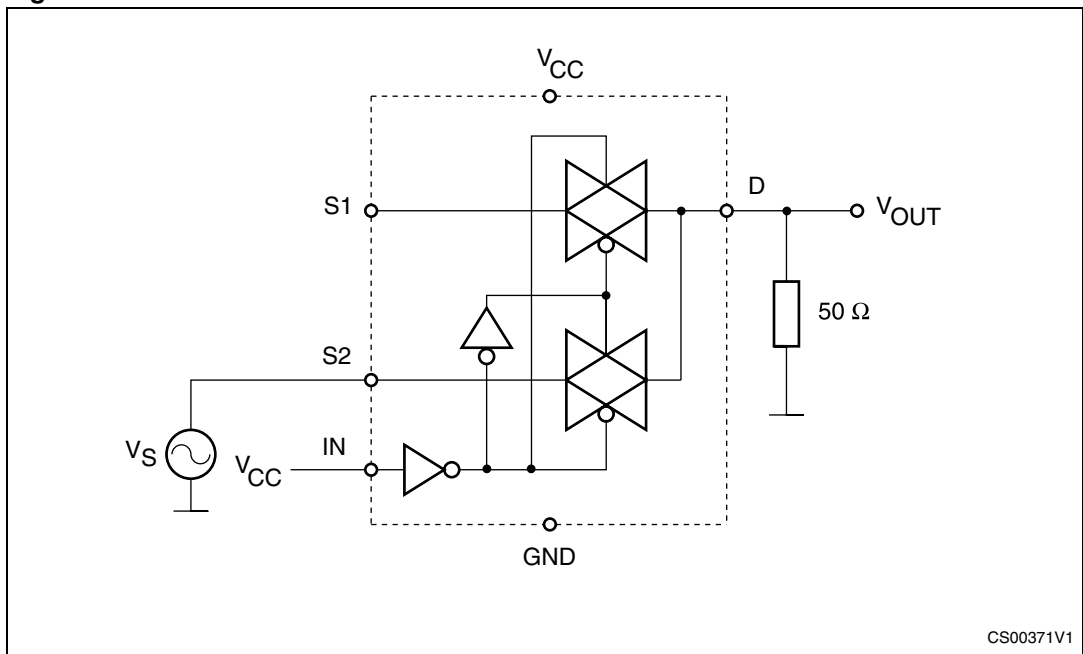 VCC
S1
D
VOUT
50 Ω
S2
IN
VS
VCC
GND
CS00371V1